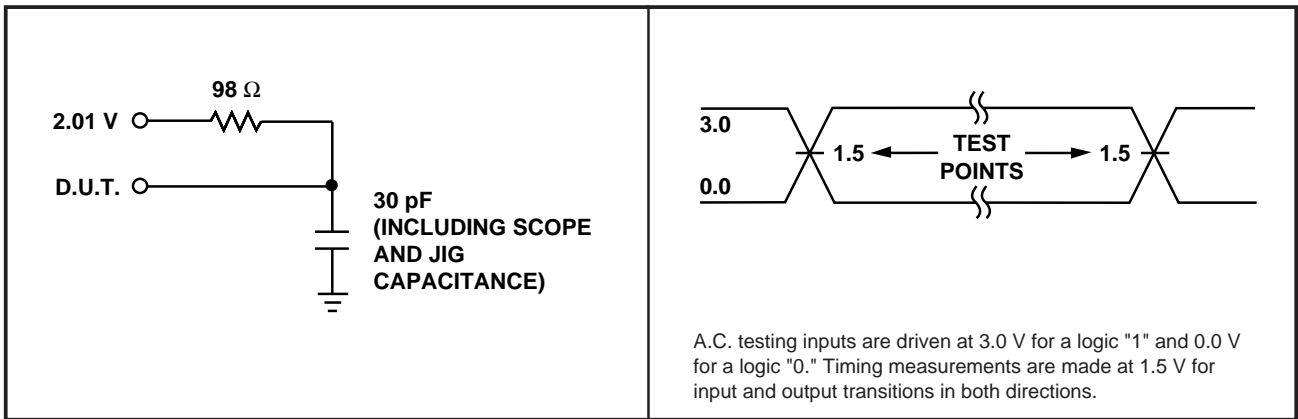 98 Ω
2.01 V
D.U.T.
30 pF
(INCLUDING SCOPE
AND JIG
CAPACITANCE)
3.0
0.0
1.5
TEST
POINTS
1.5
A.C. testing inputs are driven at 3.0 V for a logic "1" and 0.0 V
for a logic "0." Timing measurements are made at 1.5 V for
input and output transitions in both directions.